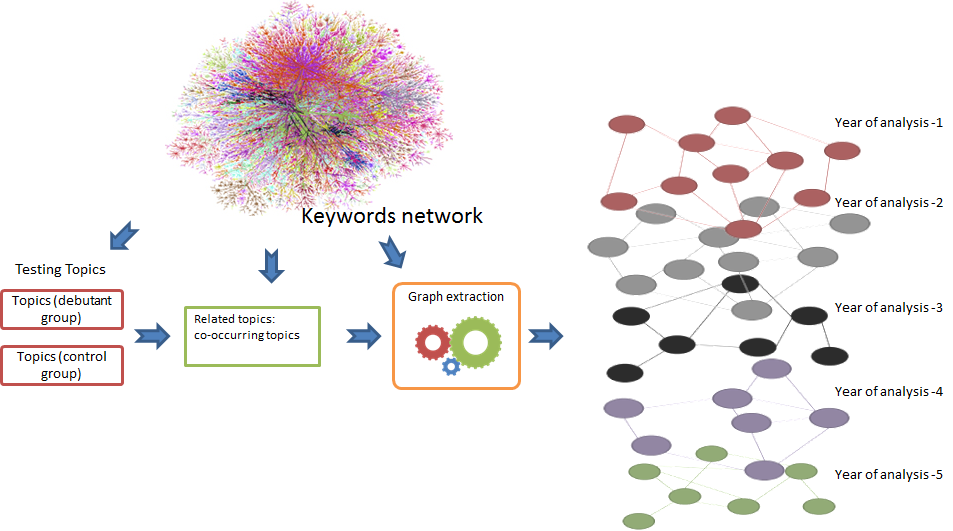 Keywords network
Testing Topics
Topics (debutant
group)
Topics (control
group)
Related topics:
co-occurring topics
Graph extraction
Year of analysis -1
Year of analysis -2
Year of analysis -3
Year of analysis -4
Year of analysis -5